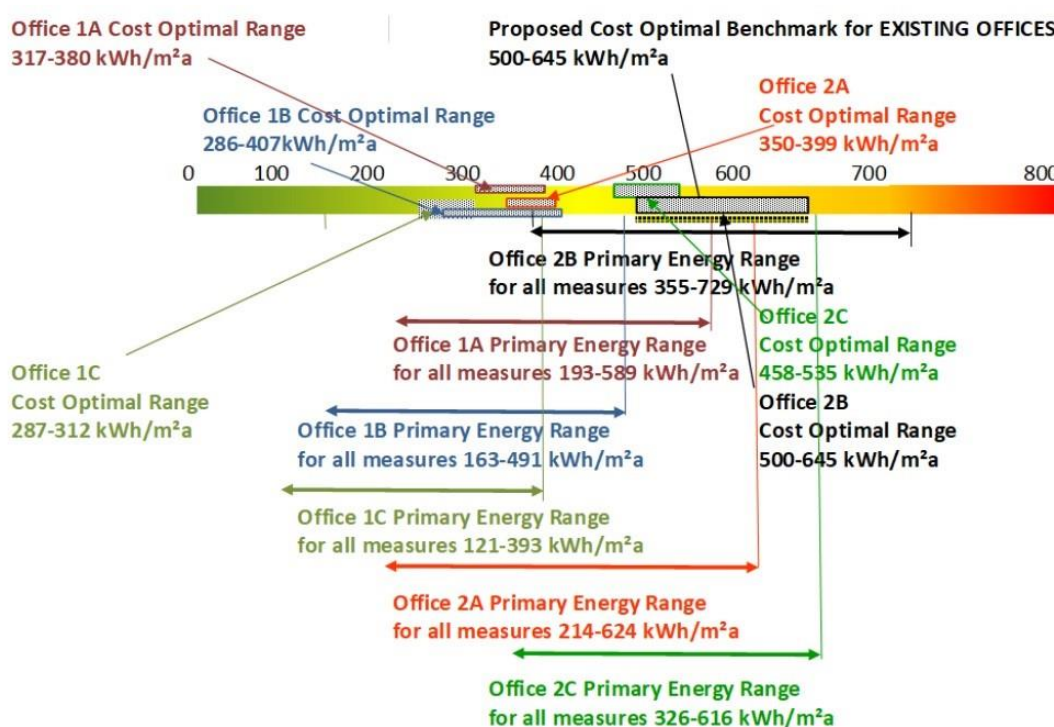 Office 1A Cost Optimal Range
317-380 kWh/m²a
Proposed Cost Optimal Benchmark for EXISTING OFFICES
500-645 kWh/m²a
Office 1B Cost Optimal Range
286-407kWh/m²a
Office 2A
Cost Optimal Range
350-399 kWh/m²a
0 100 200 300 400 500 600 700 800
Office 2B Primary Energy Range
for all measures 355-729 kWh/m²a
Office 1A Primary Energy Range
for all measures 193-589 kWh/m²a
Office 2C
Cost Optimal Range
458-535 kWh/m²a
Office 1C
Cost Optimal Range
287-312 kWh/m²a
Office 2B
Cost Optimal Range
500-645 kWh/m²a
Office 1B Primary Energy Range
for all measures 163-491 kWh/m²a
Office 1C Primary Energy Range
for all measures 121-393 kWh/m²a
Office 2A Primary Energy Range
for all measures 214-624 kWh/m²a
Office 2C Primary Energy Range
for all measures 326-616 kWh/m²a